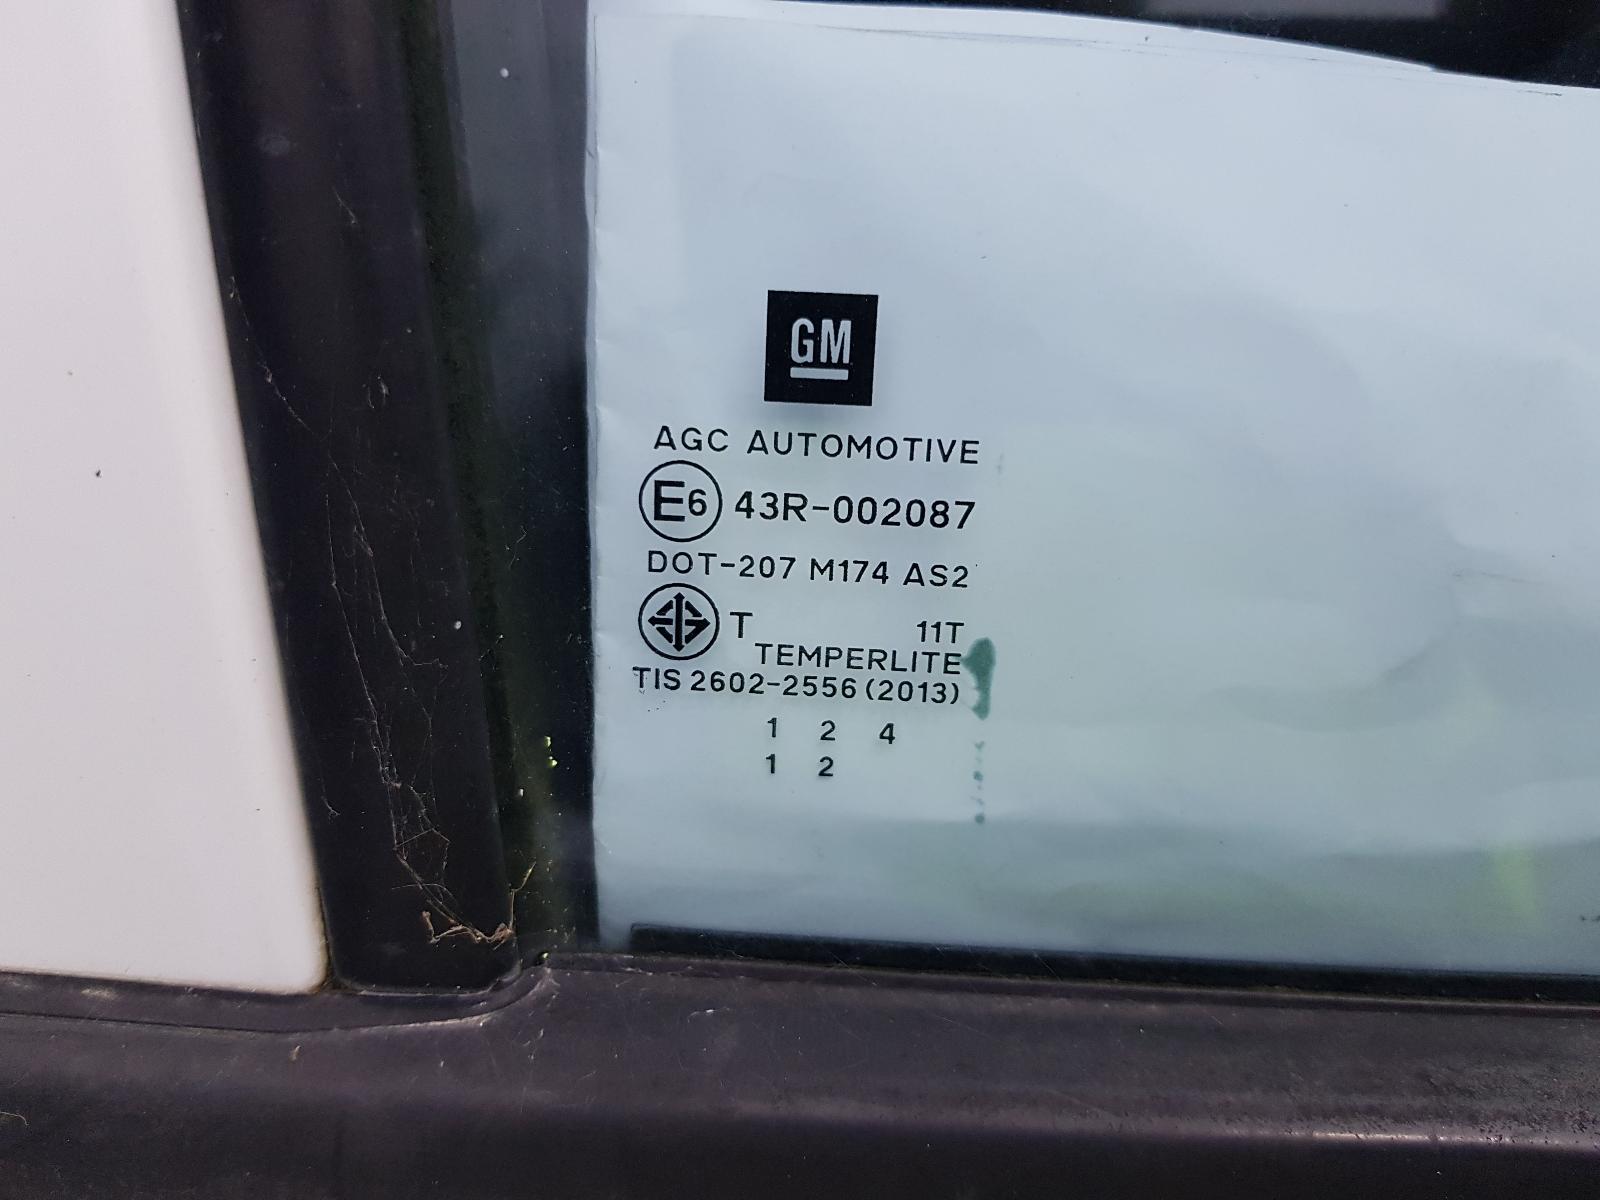 GM
AGC AUTOMOTIVE
E6 43R-002087
DOT-207 M174 AS2
T 11T
TEMPERLITE
TIS 2602-2556 (2013)
1 2 4
1 2